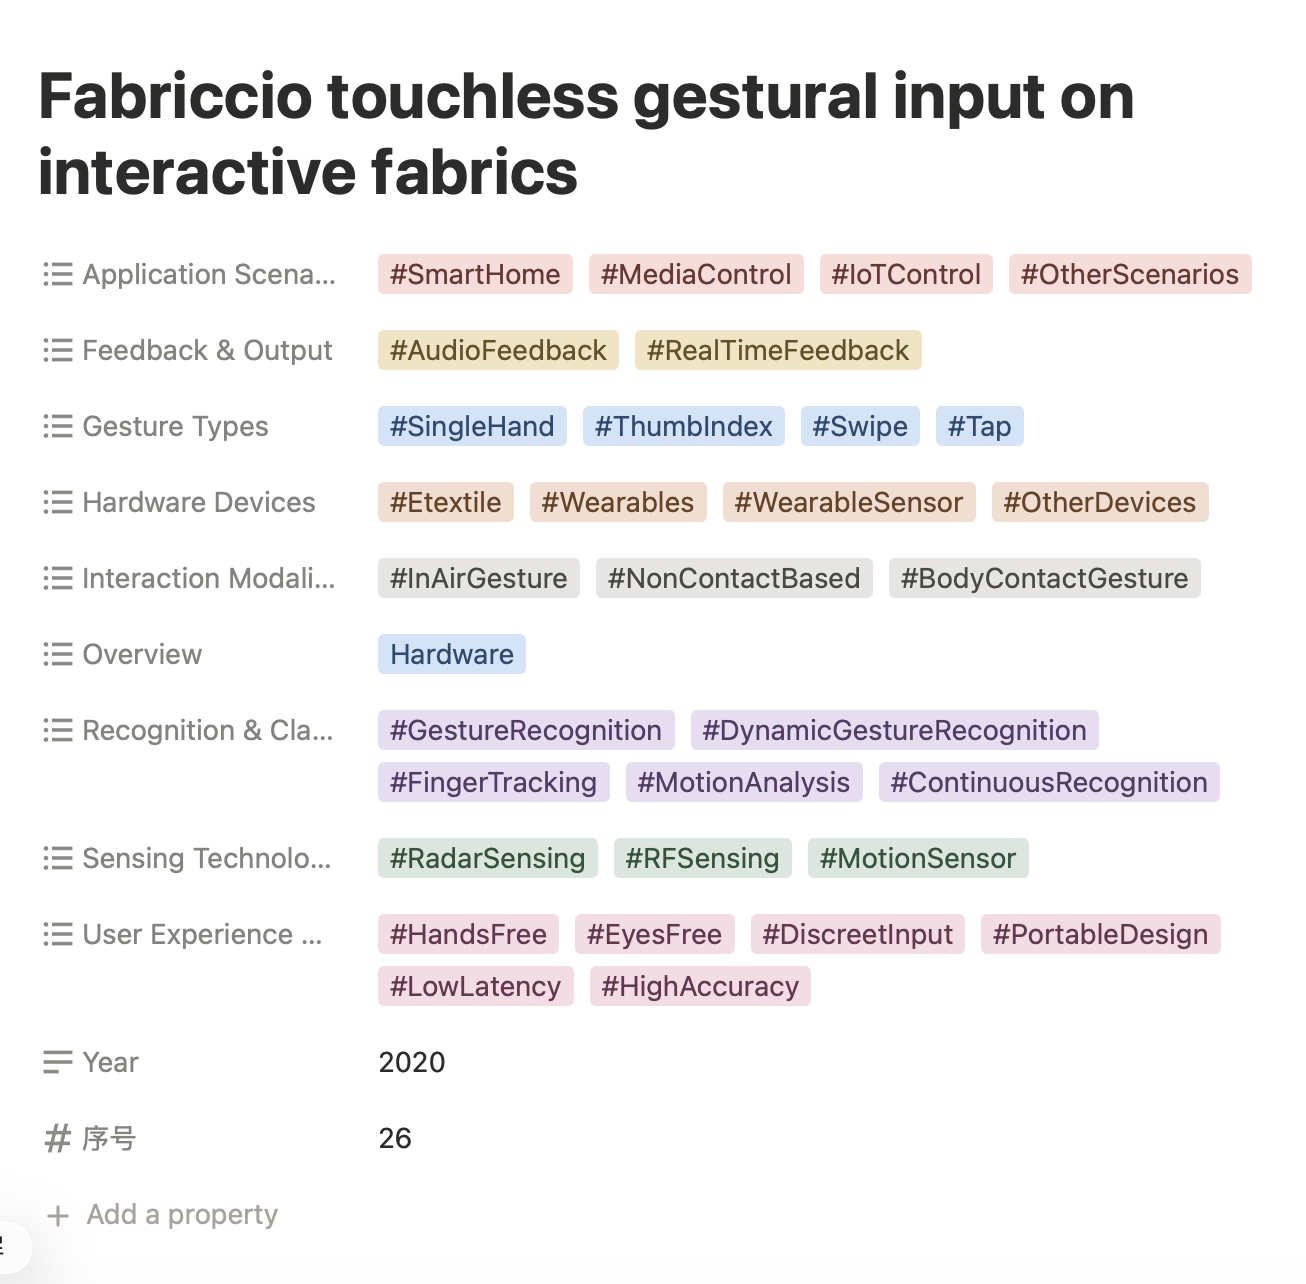 Fabriccio touchless gestural input on
interactive fabrics
Application Scena... #SmartHome #MediaControl #IoTControl #OtherScenarios
Feedback & Output #AudioFeedback #RealTimeFeedback
Gesture Types #SingleHand #ThumbIndex #Swipe #Tap
Hardware Devices #Etextile #Wearables #WearableSensor #OtherDevices
Interaction Modali... #InAirGesture #NonContactBased #BodyContactGesture
Overview Hardware
Recognition & Cla... #GestureRecognition #DynamicGestureRecognition
#FingerTracking #MotionAnalysis #ContinuousRecognition
Sensing Technolo... #RadarSensing #RFSensing #MotionSensor
User Experience ... #HandsFree #EyesFree #DiscreetInput #PortableDesign
#LowLatency #HighAccuracy
Year 2020
# 序号 26
+ Add a property